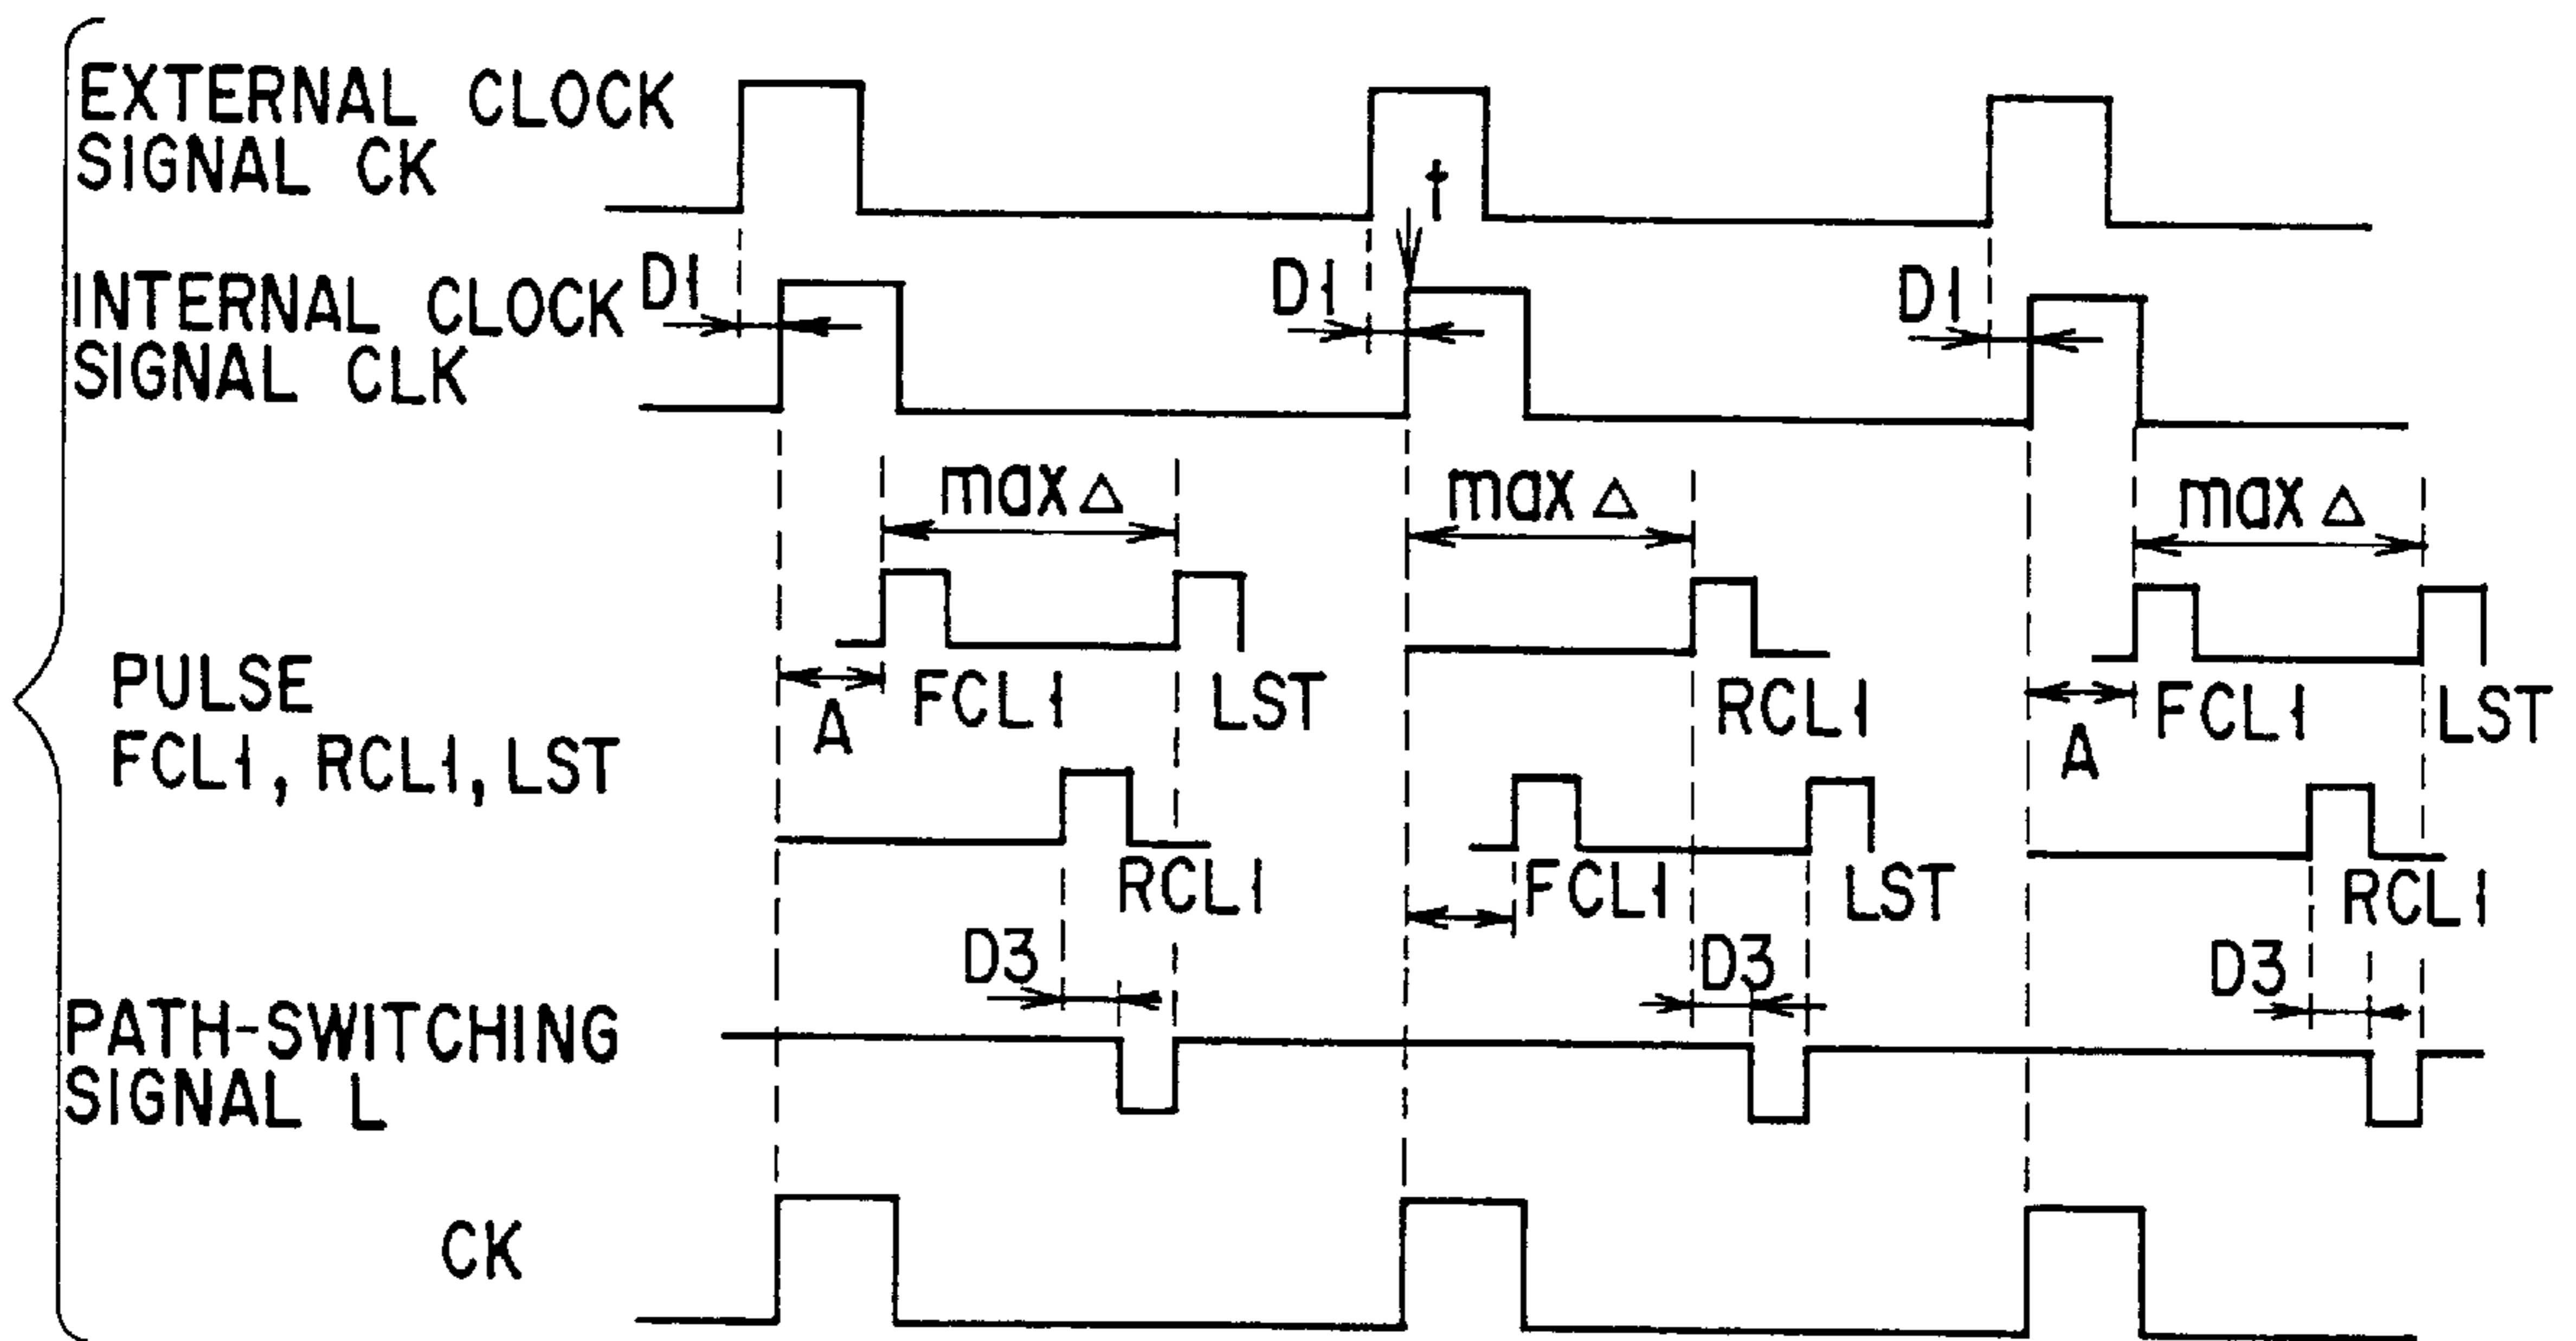 EXTERNAL CLOCK
SIGNAL CK
t
INTERNAL CLOCK
SIGNAL CLK
D1
D1
D1
max △
max △
max △
PULSE
FCL1, RCL1, LST
A
FCL1
LST
RCL1
A
FCL1
LST
RCL1
FCL1
LST
RCL1
D3
D3
D3
PATH-SWITCHING
SIGNAL L
CK